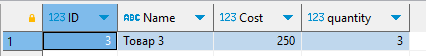 123 ID ABC Name 123 Cost 123 quantity
1 3 Товар 3 250 3